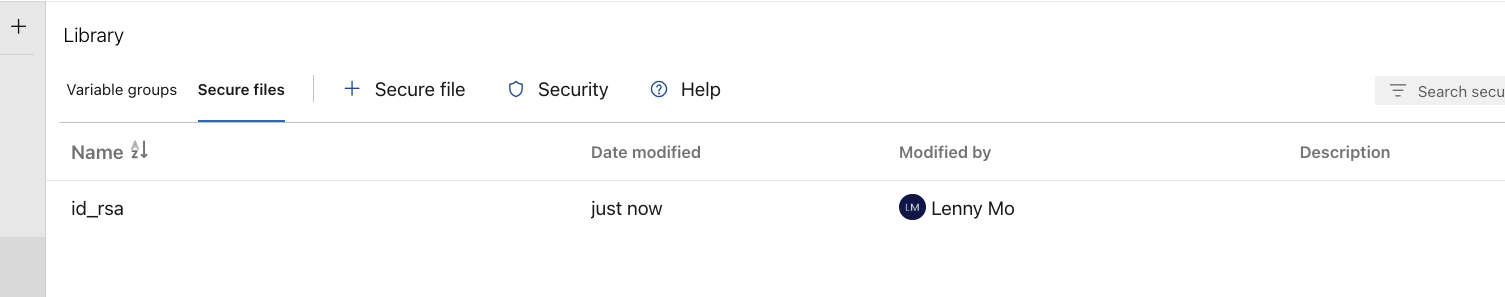 +
Library
Variable groups Secure files + Secure file Security Help Search secu
Name Date modified Modified by Description
id_rsa just now LM Lenny Mo